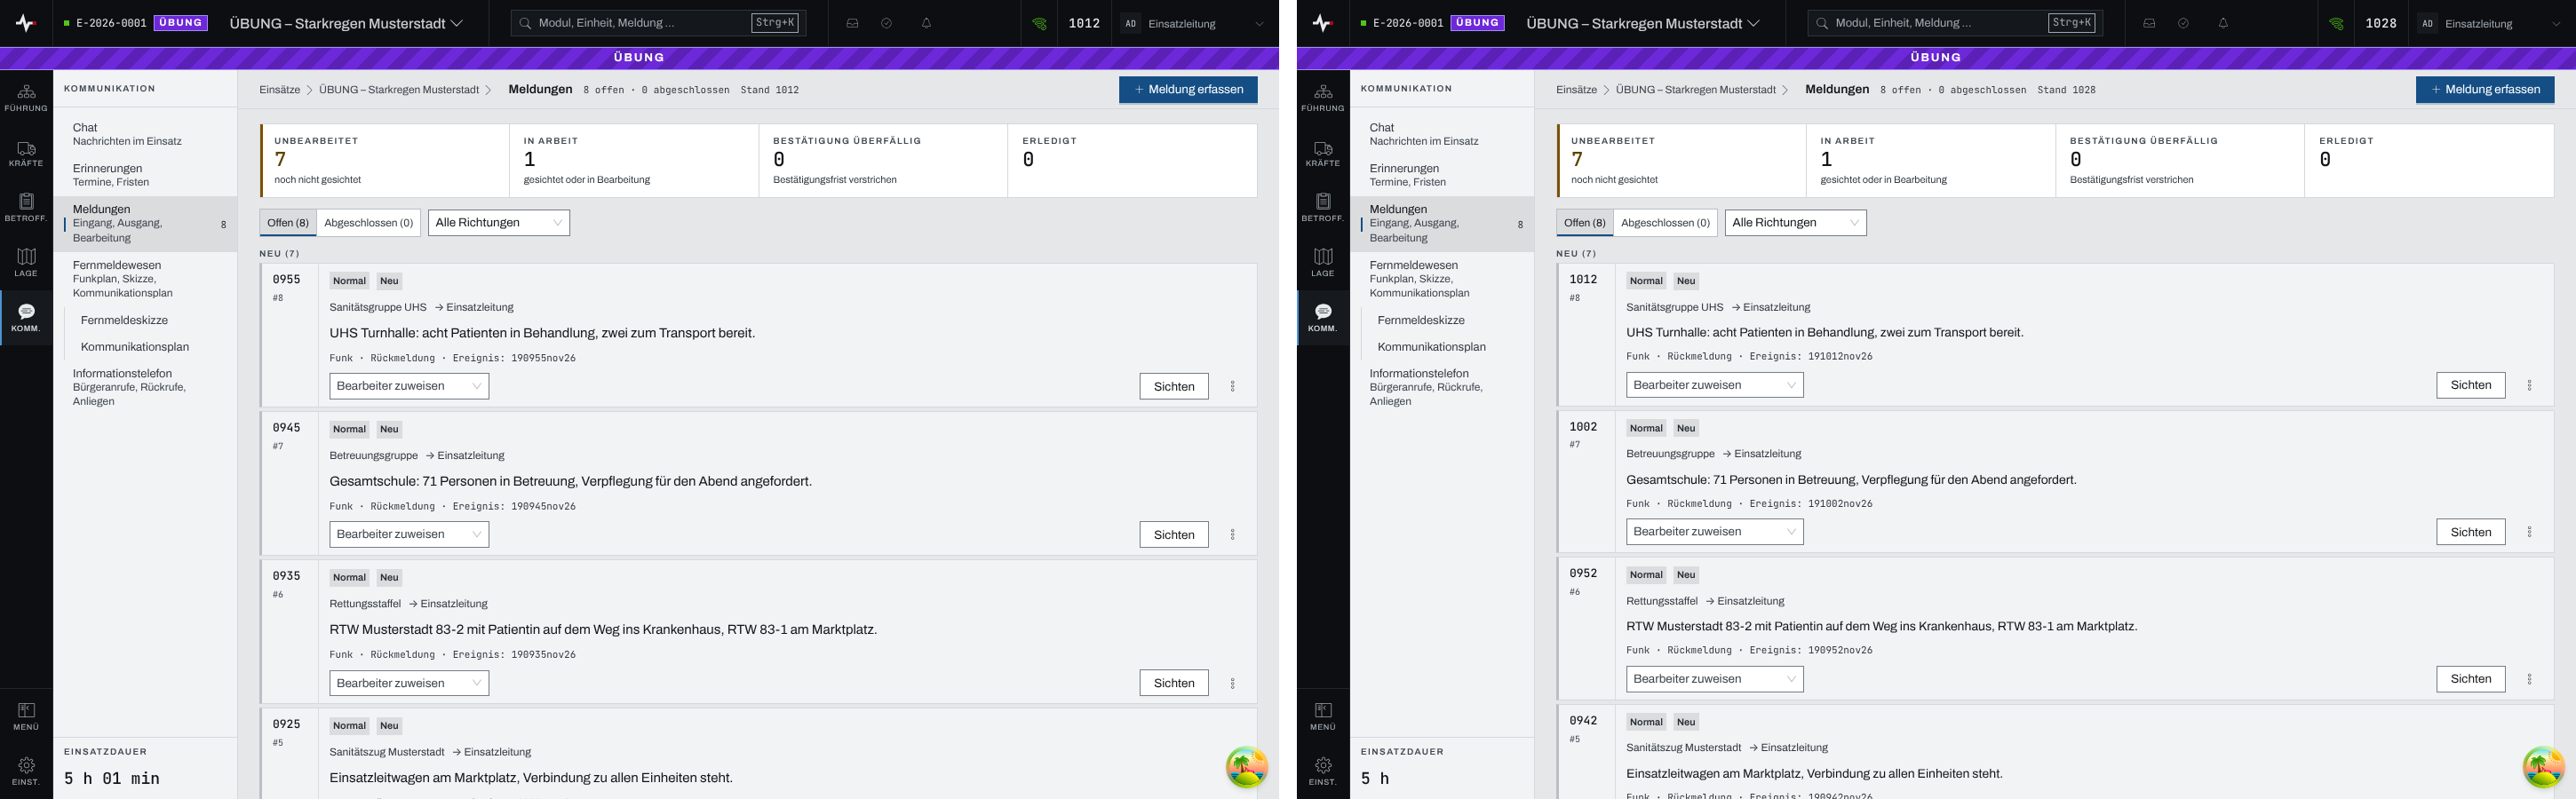 E-2026-0001 ÜBUNG ÜBUNG – Starkregen Musterstadt Modul, Einheit, Meldung ... Strg+K 1012 AD Einsatzleitung
ÜBUNG
FÜHRUNG
KRÄFTE
BETROFF.
LAGE
KOMM.
MENÜ
EINST.
KOMMUNIKATION
Chat
Nachrichten im Einsatz
Erinnerungen
Termine, Fristen
Meldungen
Eingang, Ausgang,
Bearbeitung
8
Fernmeldewesen
Funkplan, Skizze,
Kommunikationsplan
Fernmeldeskizze
Kommunikationsplan
Informationstelefon
Bürgeranrufe, Rückrufe,
Anliegen
EINSATZDAUER
5 h 01 min
Einsätze ÜBUNG – Starkregen Musterstadt Meldungen 8 offen · 0 abgeschlossen Stand 1012 + Meldung erfassen
UNBEARBEITET
7
noch nicht gesichtet
IN ARBEIT
1
gesichtet oder in Bearbeitung
BESTÄTIGUNG ÜBERFÄLLIG
0
Bestätigungsfrist verstrichen
ERLEDIGT
0
Offen (8) Abgeschlossen (0) Alle Richtungen
NEU (7)
0955 Normal Neu
#8
Sanitätsgruppe UHS → Einsatzleitung
UHS Turnhalle: acht Patienten in Behandlung, zwei zum Transport bereit.
Funk · Rückmeldung · Ereignis: 190955nov26
Bearbeiter zuweisen Sichten
0945 Normal Neu
#7
Betreuungsgruppe → Einsatzleitung
Gesamtschule: 71 Personen in Betreuung, Verpflegung für den Abend angefordert.
Funk · Rückmeldung · Ereignis: 190945nov26
Bearbeiter zuweisen Sichten
0935 Normal Neu
#6
Rettungsstaffel → Einsatzleitung
RTW Musterstadt 83-2 mit Patientin auf dem Weg ins Krankenhaus, RTW 83-1 am Marktplatz.
Funk · Rückmeldung · Ereignis: 190935nov26
Bearbeiter zuweisen Sichten
0925 Normal Neu
#5
Sanitätszug Musterstadt → Einsatzleitung
Einsatzleitwagen am Marktplatz, Verbindung zu allen Einheiten steht.
E-2026-0001 ÜBUNG ÜBUNG – Starkregen Musterstadt Modul, Einheit, Meldung ... Strg+K 1028 AD Einsatzleitung
ÜBUNG
FÜHRUNG
KRÄFTE
BETROFF.
LAGE
KOMM.
MENÜ
EINST.
KOMMUNIKATION
Chat
Nachrichten im Einsatz
Erinnerungen
Termine, Fristen
Meldungen
Eingang, Ausgang,
Bearbeitung
8
Fernmeldewesen
Funkplan, Skizze,
Kommunikationsplan
Fernmeldeskizze
Kommunikationsplan
Informationstelefon
Bürgeranrufe, Rückrufe,
Anliegen
EINSATZDAUER
5 h
Einsätze ÜBUNG – Starkregen Musterstadt Meldungen 8 offen · 0 abgeschlossen Stand 1028 + Meldung erfassen
UNBEARBEITET
7
noch nicht gesichtet
IN ARBEIT
1
gesichtet oder in Bearbeitung
BESTÄTIGUNG ÜBERFÄLLIG
0
Bestätigungsfrist verstrichen
ERLEDIGT
0
Offen (8) Abgeschlossen (0) Alle Richtungen
NEU (7)
1012 Normal Neu
#8
Sanitätsgruppe UHS → Einsatzleitung
UHS Turnhalle: acht Patienten in Behandlung, zwei zum Transport bereit.
Funk · Rückmeldung · Ereignis: 191012nov26
Bearbeiter zuweisen Sichten
1002 Normal Neu
#7
Betreuungsgruppe → Einsatzleitung
Gesamtschule: 71 Personen in Betreuung, Verpflegung für den Abend angefordert.
Funk · Rückmeldung · Ereignis: 191002nov26
Bearbeiter zuweisen Sichten
0952 Normal Neu
#6
Rettungsstaffel → Einsatzleitung
RTW Musterstadt 83-2 mit Patientin auf dem Weg ins Krankenhaus, RTW 83-1 am Marktplatz.
Funk · Rückmeldung · Ereignis: 190952nov26
Bearbeiter zuweisen Sichten
0942 Normal Neu
#5
Sanitätszug Musterstadt → Einsatzleitung
Einsatzleitwagen am Marktplatz, Verbindung zu allen Einheiten steht.
Funk · Rückmeldung · Ereignis: 190942nov26